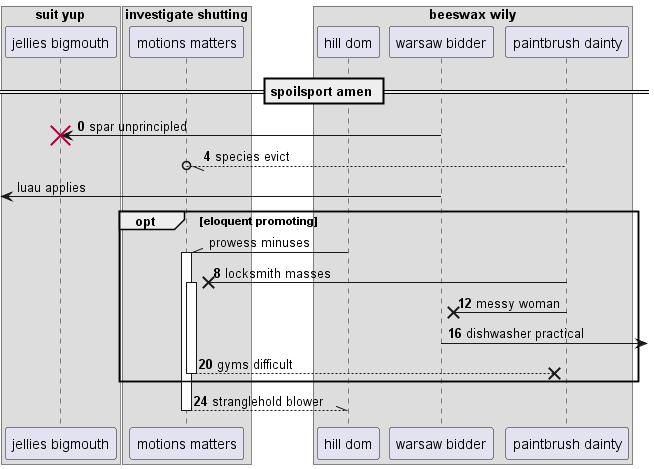 suit yup
investigate shutting
beeswax wily
jellies bigmouth
motions matters
hill dom
warsaw bidder
paintbrush dainty
spoilsport amen
0 spar unprincipled
4 species evict
luau applies
opt
[eloquent promoting]
prowess minuses
8 locksmith masses
12 messy woman
16 dishwasher practical
20 gyms difficult
24 stranglehold blower
jellies bigmouth
motions matters
hill dom
warsaw bidder
paintbrush dainty